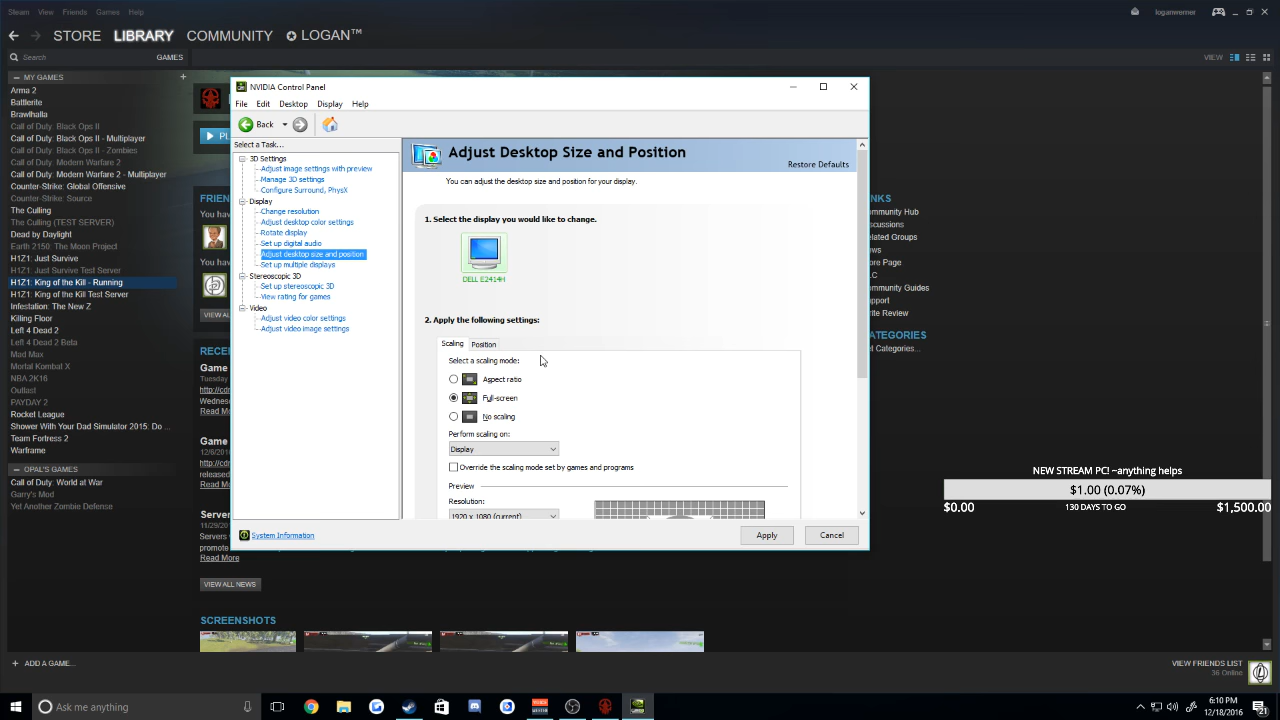 Steam View Friends Games Help
loganerner
STORE LIBRARY COMMUNITY LOGAN™
Search GAMES
VIEW
MY GAMES +
Arma 2
Battlerite
Brawlhalla
Call of Duty: Black Ops II
Call of Duty: Black Ops II - Multiplayer
Call of Duty: Black Ops II - Zombies
Call of Duty: Modern Warfare 2
Call of Duty: Modern Warfare 2 - Multiplayer
Counter-Strike: Global Offensive
Counter-Strike: Source
The Culling
The Culling (TEST SERVER)
Dead by Daylight
Earth 2150: The Moon Project
H1Z1: Just Survive
H1Z1: Just Survive Test Server
H1Z1: King of the Kill - Running
H1Z1: King of the Kill Test Server
Infestation: The New Z
Killing Floor
Left 4 Dead 2
Left 4 Dead 2 Beta
Mad Max
Mortal Kombat X
NBA 2K16
Outlast
PAYDAY 2
Rocket League
Shower With Your Dad Simulator 2015: Do ...
Team Fortress 2
Warframe
OPAL'S GAMES
Call of Duty: World at War
Garry's Mod
Yet Another Zombie Defense
+ ADD A GAME...
PL
FRIEN
You hav
You hav
VIEW AL
RECE
Game
Tuesday
http://cd
Wednes
Read Mo
Game
12/6/201
http://cd
released
Read Mo
Server
11/29/20
Servers
promote
Read More
VIEW ALL NEWS
SCREENSHOTS
NVIDIA Control Panel
File Edit Desktop Display Help
Back
Select a Task...
3D Settings
Adjust image settings with preview
Manage 3D settings
Configure Surround, PhysX
Display
Change resolution
Adjust desktop color settings
Rotate display
Set up digital audio
Adjust desktop size and position
Set up multiple displays
Stereoscopic 3D
Set up stereoscopic 3D
View rating for games
Video
Adjust video color settings
Adjust video image settings
System Information
Adjust Desktop Size and Position
Restore Defaults
You can adjust the desktop size and position for your display.
1. Select the display you would like to change.
DELL E2414H
2. Apply the following settings:
Scaling Position
Select a scaling mode:
Aspect ratio
Full-screen
No scaling
Perform scaling on:
Display
Override the scaling mode set by games and programs
Preview
Resolution:
1920 x 1080 (current)
Apply Cancel
NKS
mmunity Hub
scussions
lated Groups
ws
ore Page
C
mmunity Guides
pport
rite Review
ATEGORIES
t Categories...
NEW STREAM PC! ~anything helps
$1.00 (0.07%)
$0.00 130 DAYS TO GO $1,500.00
VIEW FRIENDS LIST
36 Online
Ask me anything
6:10 PM
12/18/2016